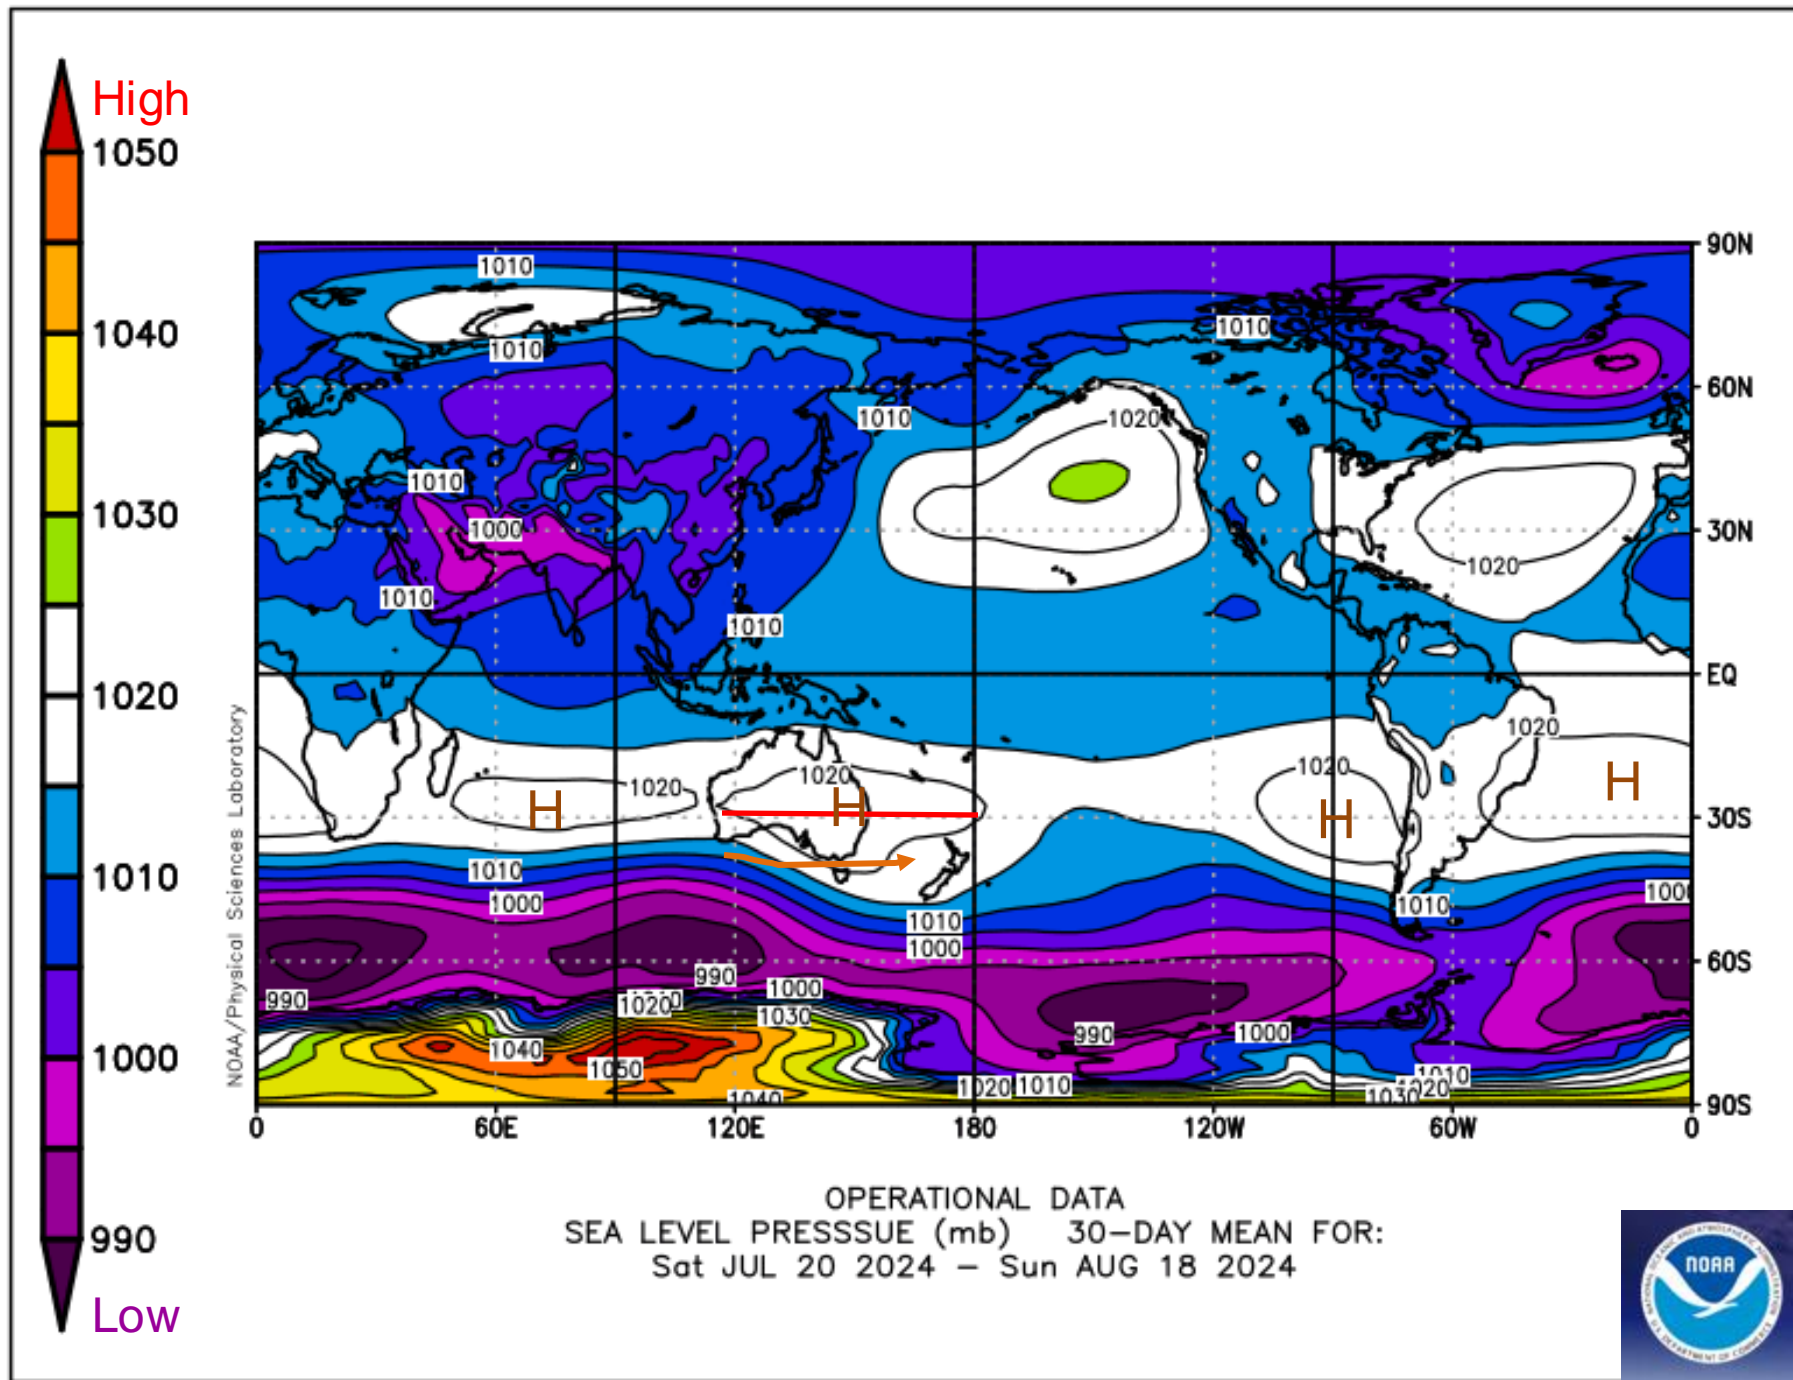 High
1050
1040
1030
1020
1010
1000
990
Low
90N
60N
30N
EQ
30S
60S
90S
0
60E
120E
180
120W
60W
0
1010
1010
1010
1010
1020
1010
1000
1020
1010
1010
1020
1020
1020
1020
H
H
H
H
1010
1000
1010
1000
1010
1000
990
990
1020
1000
1030
1040
1050
1040
990
1000
1020
1010
1010
1020
1030
NOAA/Physical Sciences Laboratory
OPERATIONAL DATA
SEA LEVEL PRESSSUE (mb) 30-DAY MEAN FOR:
Sat JUL 20 2024 - Sun AUG 18 2024
NOAA